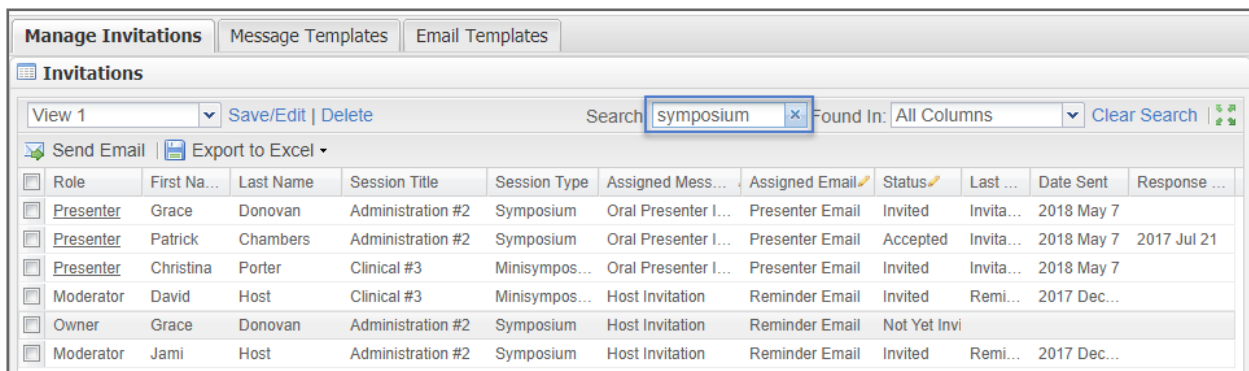 Manage Invitations Message Templates Email Templates
Invitations
View 1 Save/Edit | Delete Search symposium Found In: All Columns Clear Search |
Send Email | Export to Excel
Role First Na... Last Name Session Title Session Type Assigned Mess... Assigned Email Status Last ... Date Sent Response ...
Presenter Grace Donovan Administration #2 Symposium Oral Presenter I... Presenter Email Invited Invita... 2018 May 7
Presenter Patrick Chambers Administration #2 Symposium Oral Presenter I... Presenter Email Accepted Invita... 2018 May 7 2017 Jul 21
Presenter Christina Porter Clinical #3 Minisympos... Oral Presenter I... Presenter Email Invited Invita... 2018 May 7
Moderator David Host Clinical #3 Minisympos... Host Invitation Reminder Email Invited Remi... 2017 Dec...
Owner Grace Donovan Administration #2 Symposium Host Invitation Reminder Email Not Yet Invi
Moderator Jami Host Administration #2 Symposium Host Invitation Reminder Email Invited Remi... 2017 Dec...